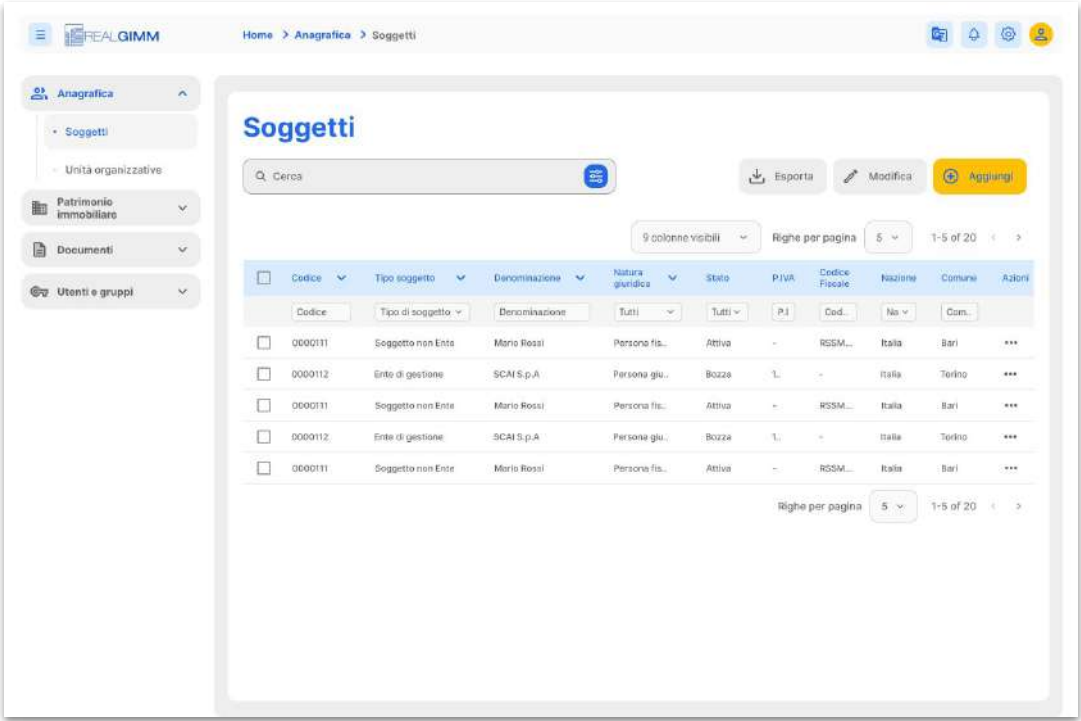 REALGIMM
Home > Anagrafica > Soggetti
Anagrafica
• Soggetti
Unità organizzative
Patrimonio
immobiliare
Documenti
Utenti e gruppi
Soggetti
Cerca
Esporta
Modifica
Aggiungi
9 colonne visibili
Righe per pagina 5 1-5 of 20 < >
Codice Tipo soggetto Denominazione Natura giuridica Stato P.IVA Codice Fiscale Nazione Comune Azioni
Codice Tipo di soggetto Denominazione Tutti Tutti P.I Cod... Na Com...
0000111 Soggetto non Ente Mario Rossi Persona fis... Attiva - RSSM... Italia Bari •••
0000112 Ente di gestione SCAI S.p.A Persona giu... Bozza 1... - Italia Torino •••
0000111 Soggetto non Ente Mario Rossi Persona fis... Attiva - RSSM... Italia Bari •••
0000112 Ente di gestione SCAI S.p.A Persona giu... Bozza 1... - Italia Torino •••
0000111 Soggetto non Ente Mario Rossi Persona fis... Attiva - RSSM... Italia Bari •••
Righe per pagina 5 1-5 of 20 < >